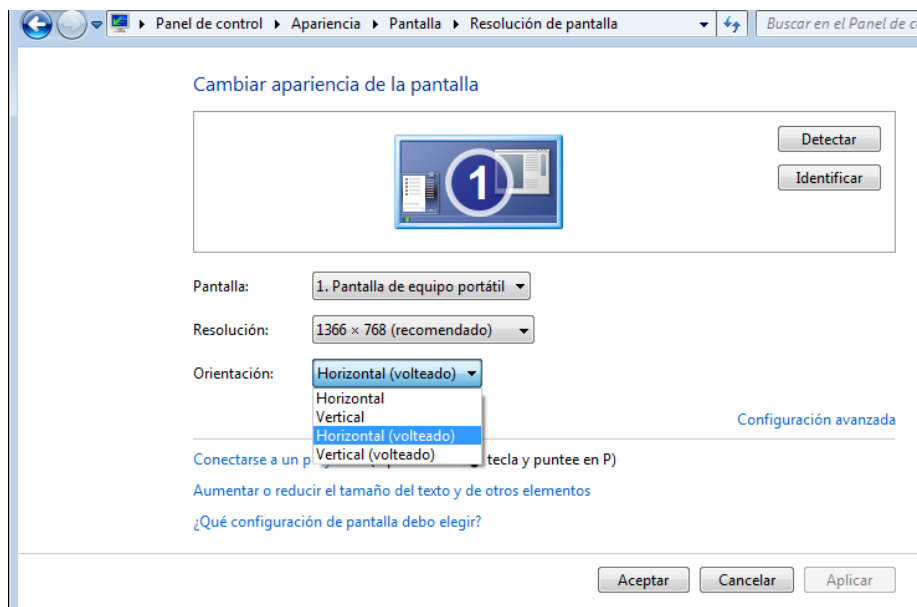 Panel de control Apariencia Pantalla Resolución de pantalla Buscar en el Panel de
Cambiar apariencia de la pantalla
1
Detectar
Identificar
Pantalla: 1. Pantalla de equipo portátil
Resolución: 1366 × 768 (recomendado)
Orientación: Horizontal (volteado)
Horizontal
Vertical
Horizontal (volteado)
Vertical (volteado)
Configuración avanzada
Conectarse a un tecla y puntee en P)
Aumentar o reducir el tamaño del texto y de otros elementos
¿Qué configuración de pantalla debo elegir?
Aceptar Cancelar Aplicar